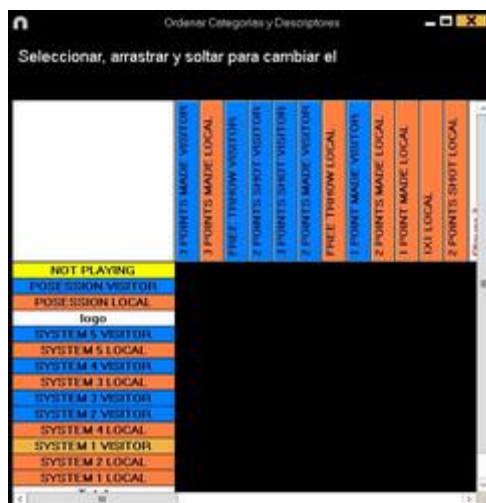 Ordenar Categorias y Descriptores
Seleccionar, arrastrar y soltar para cambiar el
3 POINTS MADE VISITOR
3 POINTS MADE LOCAL
FREE TRHOW VISITOR
2 POINTS SHOT VISITOR
3 POINTS SHOT VISITOR
2 POINTS MADE VISITOR
FREE TRHOW LOCAL
1 POINT MADE VISITOR
2 POINTS MADE LOCAL
1 POINT MADE LOCAL
1X1 LOCAL
2 POINTS SHOT LOCAL
NOT PLAYING
POSESSION VISITOR
POSESSION LOCAL
logo
SYSTEM 5 VISITOR
SYSTEM 5 LOCAL
SYSTEM 4 VISITOR
SYSTEM 3 LOCAL
SYSTEM 3 VISITOR
SYSTEM 2 VISITOR
SYSTEM 4 LOCAL
SYSTEM 1 VISITOR
SYSTEM 2 LOCAL
SYSTEM 1 LOCAL